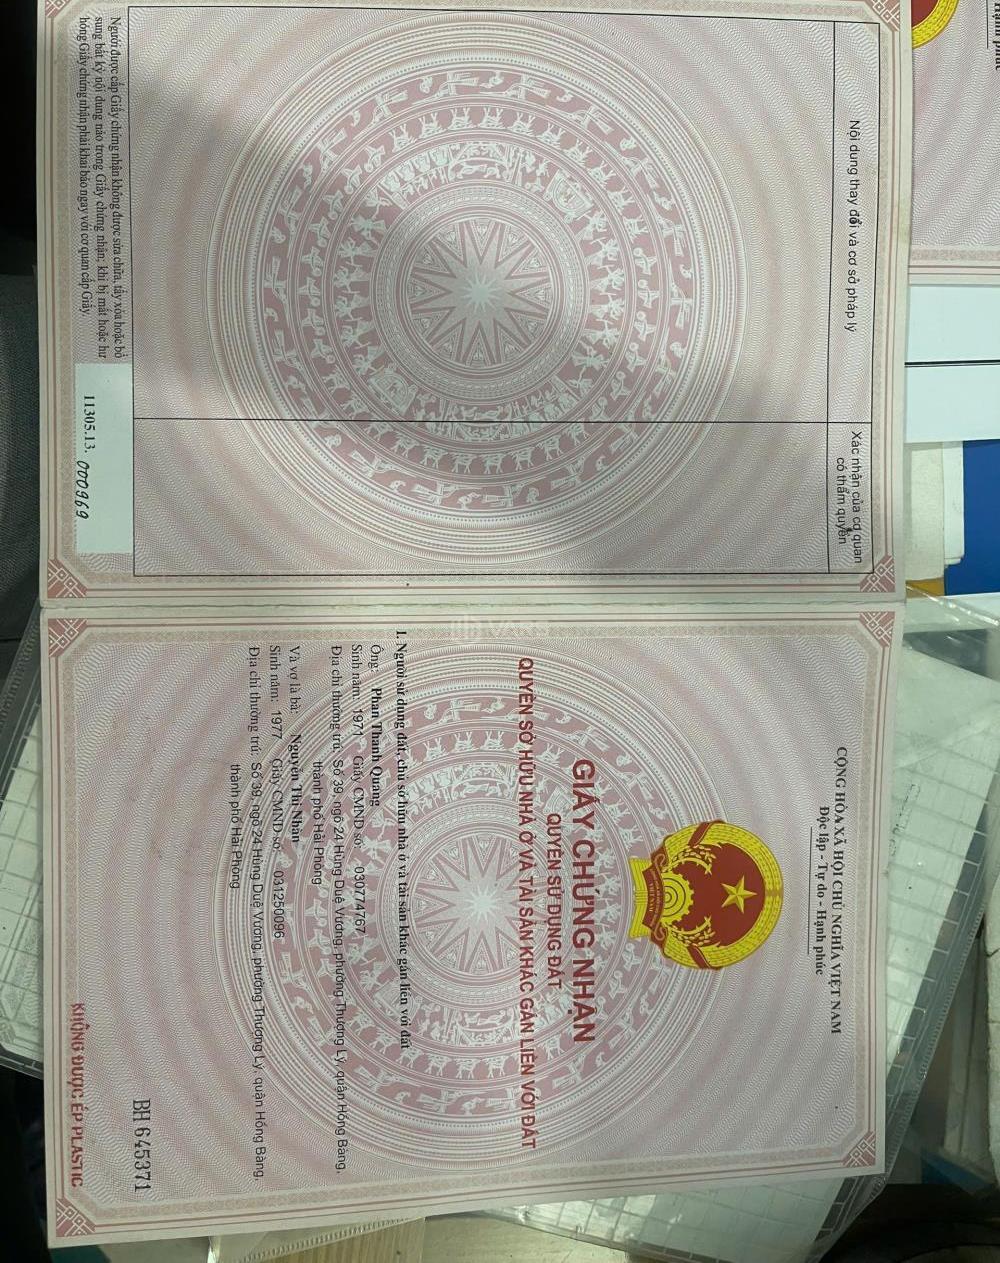 Nội dung thay đổi và cơ sở pháp lý
Xác nhận của cơ quan
có thẩm quyền
Người được cấp Giấy chứng nhận không được sửa chữa, tẩy xóa hoặc bổ
sung bất kỳ nội dung nào trong Giấy chứng nhận; khi bị mất hoặc hư
hỏng Giấy chứng nhận phải khai báo ngay với cơ quan cấp Giấy.
11305.13. 000969
CỘNG HÒA XÃ HỘI CHỦ NGHĨA VIỆT NAM
Độc lập - Tự do - Hạnh phúc
GIẤY CHỨNG NHẬN
QUYỀN SỬ DỤNG ĐẤT
QUYỀN SỞ HỮU NHÀ Ở VÀ TÀI SẢN KHÁC GẮN LIỀN VỚI ĐẤT
I. Người sử dụng đất, chủ sở hữu nhà ở và tài sản khác gắn liền với đất
Ông: Phan Thanh Quang
Sinh năm: 1971 Giấy CMND số: 030774767
Địa chỉ thường trú: Số 39, ngõ 24 Hùng Duệ Vương, phường Thượng Lý, quận Hồng Bàng,
thành phố Hải Phòng
Và vợ là bà: Nguyễn Thị Nhàn
Sinh năm: 1977 Giấy CMND số: 031250096
Địa chỉ thường trú: Số 39, ngõ 24 Hùng Duệ Vương, phường Thượng Lý, quận Hồng Bàng,
thành phố Hải Phòng
BH 645371
KHÔNG ĐƯỢC ÉP PLASTIC